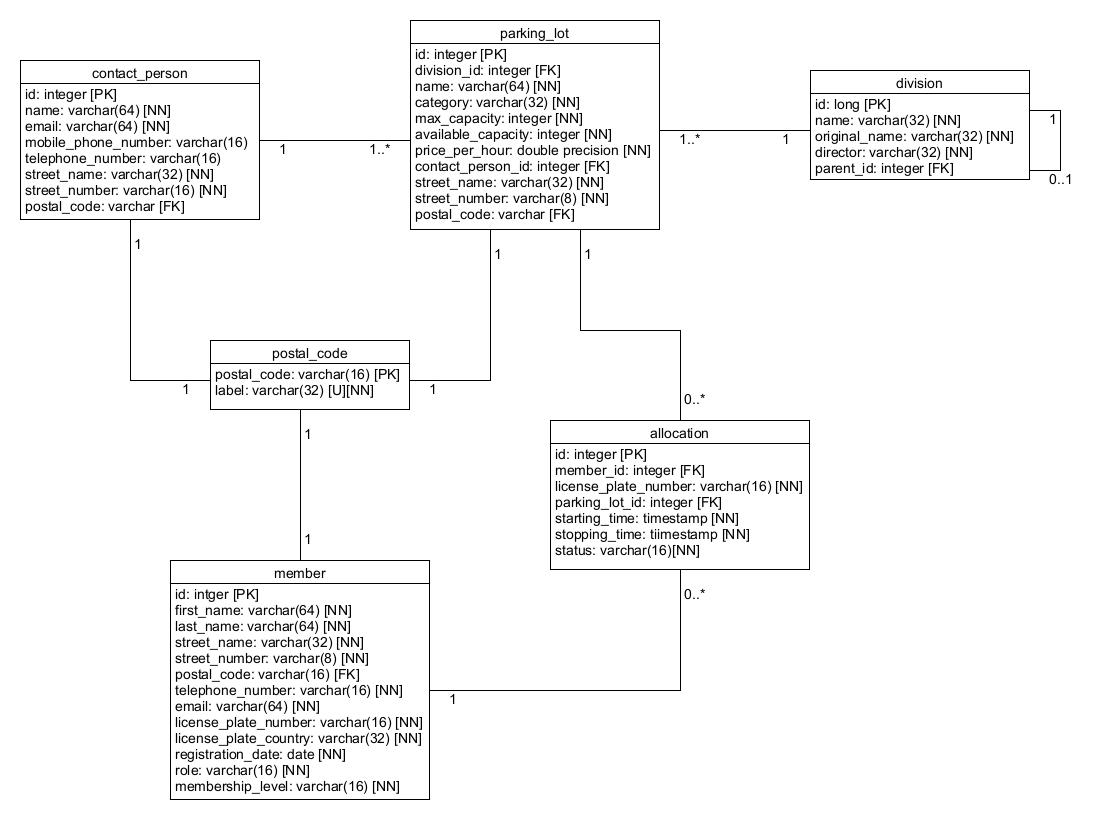 parking_lot
id: integer [PK]
division_id: integer [FK]
name: varchar(64) [NN]
category: varchar(32) [NN]
max_capacity: integer [NN]
available_capacity: integer [NN]
price_per_hour: double precision [NN]
contact_person_id: integer [FK]
street_name: varchar(32) [NN]
street_number: varchar(8) [NN]
postal_code: varchar [FK]
contact_person
id: integer [PK]
name: varchar(64) [NN]
email: varchar(64) [NN]
mobile_phone_number: varchar(16)
telephone_number: varchar(16)
street_name: varchar(32) [NN]
street_number: varchar(16) [NN]
postal_code: varchar [FK]
division
id: long [PK]
name: varchar(32) [NN]
original_name: varchar(32) [NN]
director: varchar(32) [NN]
parent_id: integer [FK]
1
1..*
1..*
1
1
0..1
1
1
1
postal_code
postal_code: varchar(16) [PK]
label: varchar(32) [U][NN]
1
1
0..*
1
1
allocation
id: integer [PK]
member_id: integer [FK]
license_plate_number: varchar(16) [NN]
parking_lot_id: integer [FK]
starting_time: timestamp [NN]
stopping_time: tiimestamp [NN]
status: varchar(16)[NN]
0..*
1
member
id: intger [PK]
first_name: varchar(64) [NN]
last_name: varchar(64) [NN]
street_name: varchar(32) [NN]
street_number: varchar(8) [NN]
postal_code: varchar(16) [FK]
telephone_number: varchar(16) [NN]
email: varchar(64) [NN]
license_plate_number: varchar(16) [NN]
license_plate_country: varchar(32) [NN]
registration_date: date [NN]
role: varchar(16) [NN]
membership_level: varchar(16) [NN]